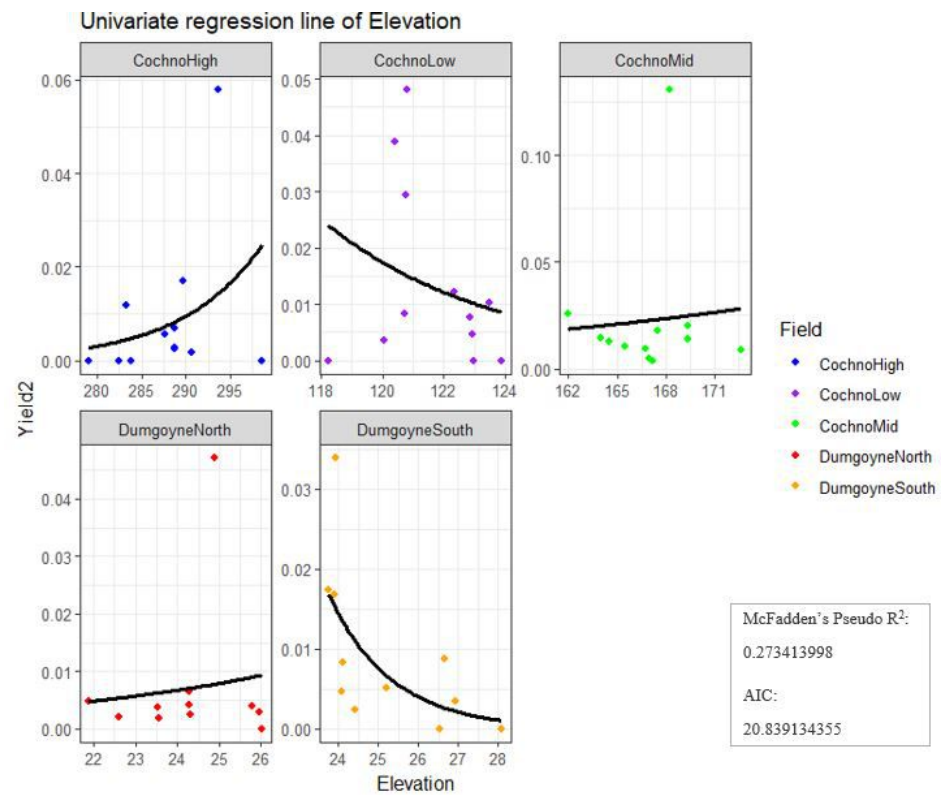 Univariate regression line of Elevation
CochnoHigh
CochnoLow
CochnoMid
0.06
0.04
0.02
0.00
280 285 290 295
0.05
0.04
0.03
0.02
0.01
0.00
118 120 122 124
0.10
0.05
0.00
162 165 168 171
DumgoyneNorth
DumgoyneSouth
0.04
0.03
0.02
0.01
0.00
22 23 24 25 26
0.03
0.02
0.01
0.00
24 25 26 27 28
Yield2
Elevation
Field
CochnoHigh
CochnoLow
CochnoMid
DumgoyneNorth
DumgoyneSouth
McFadden's Pseudo R²:
0.273413998
AIC:
20.839134355